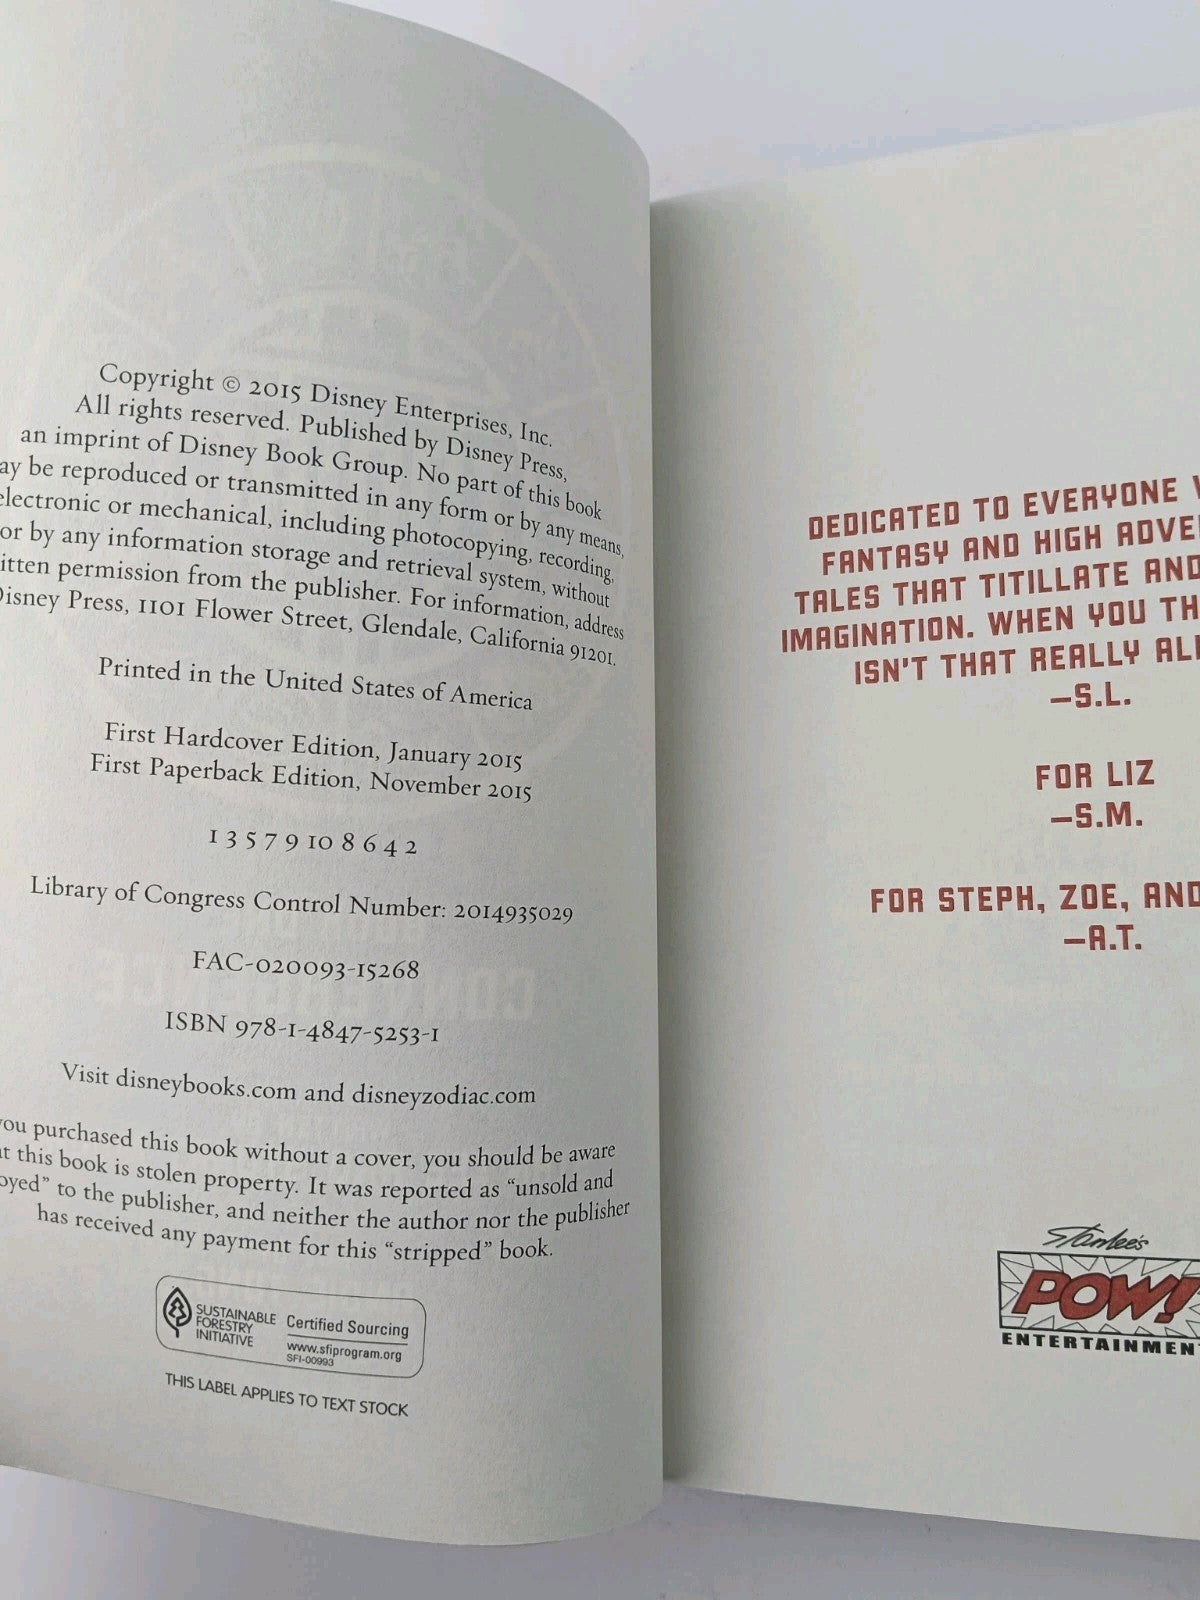 Copyright © 2015 Disney Enterprises, Inc.
All rights reserved. Published by Disney Press,
an imprint of Disney Book Group. No part of this book
be reproduced or transmitted in any form or by any means,
electronic or mechanical, including photocopying, recording,
or by any information storage and retrieval system, without
permission from the publisher. For information, address
Disney Press, 1101 Flower Street, Glendale, California 91201.
Printed in the United States of America
First Hardcover Edition, January 2015
First Paperback Edition, November 2015
1 3 5 7 9 10 8 6 4 2
Library of Congress Control Number: 2014935029
FAC-020093-15268
ISBN 978-1-4847-5253-1
Visit disneybooks.com and disneyzodiac.com
you purchased this book without a cover, you should be aware
this book is stolen property. It was reported as “unsold and
to the publisher, and neither the author nor the publisher
has received any payment for this “stripped” book.
SUSTAINABLE
FORESTRY
INITIATIVE
Certified Sourcing
www.sfiprogram.org
SFI-00993
THIS LABEL APPLIES TO TEXT STOCK
DEDICATED TO EVERYONE
FANTASY AND HIGH
TALES THAT TITILLATE AND
IMAGINATION. WHEN YOU
ISN'T THAT REALLY
—S.L.
FOR LIZ
—S.M.
FOR STEPH, ZOE, AND
—A.T.
Stan Lee's
POW!
ENTERTAINMEN